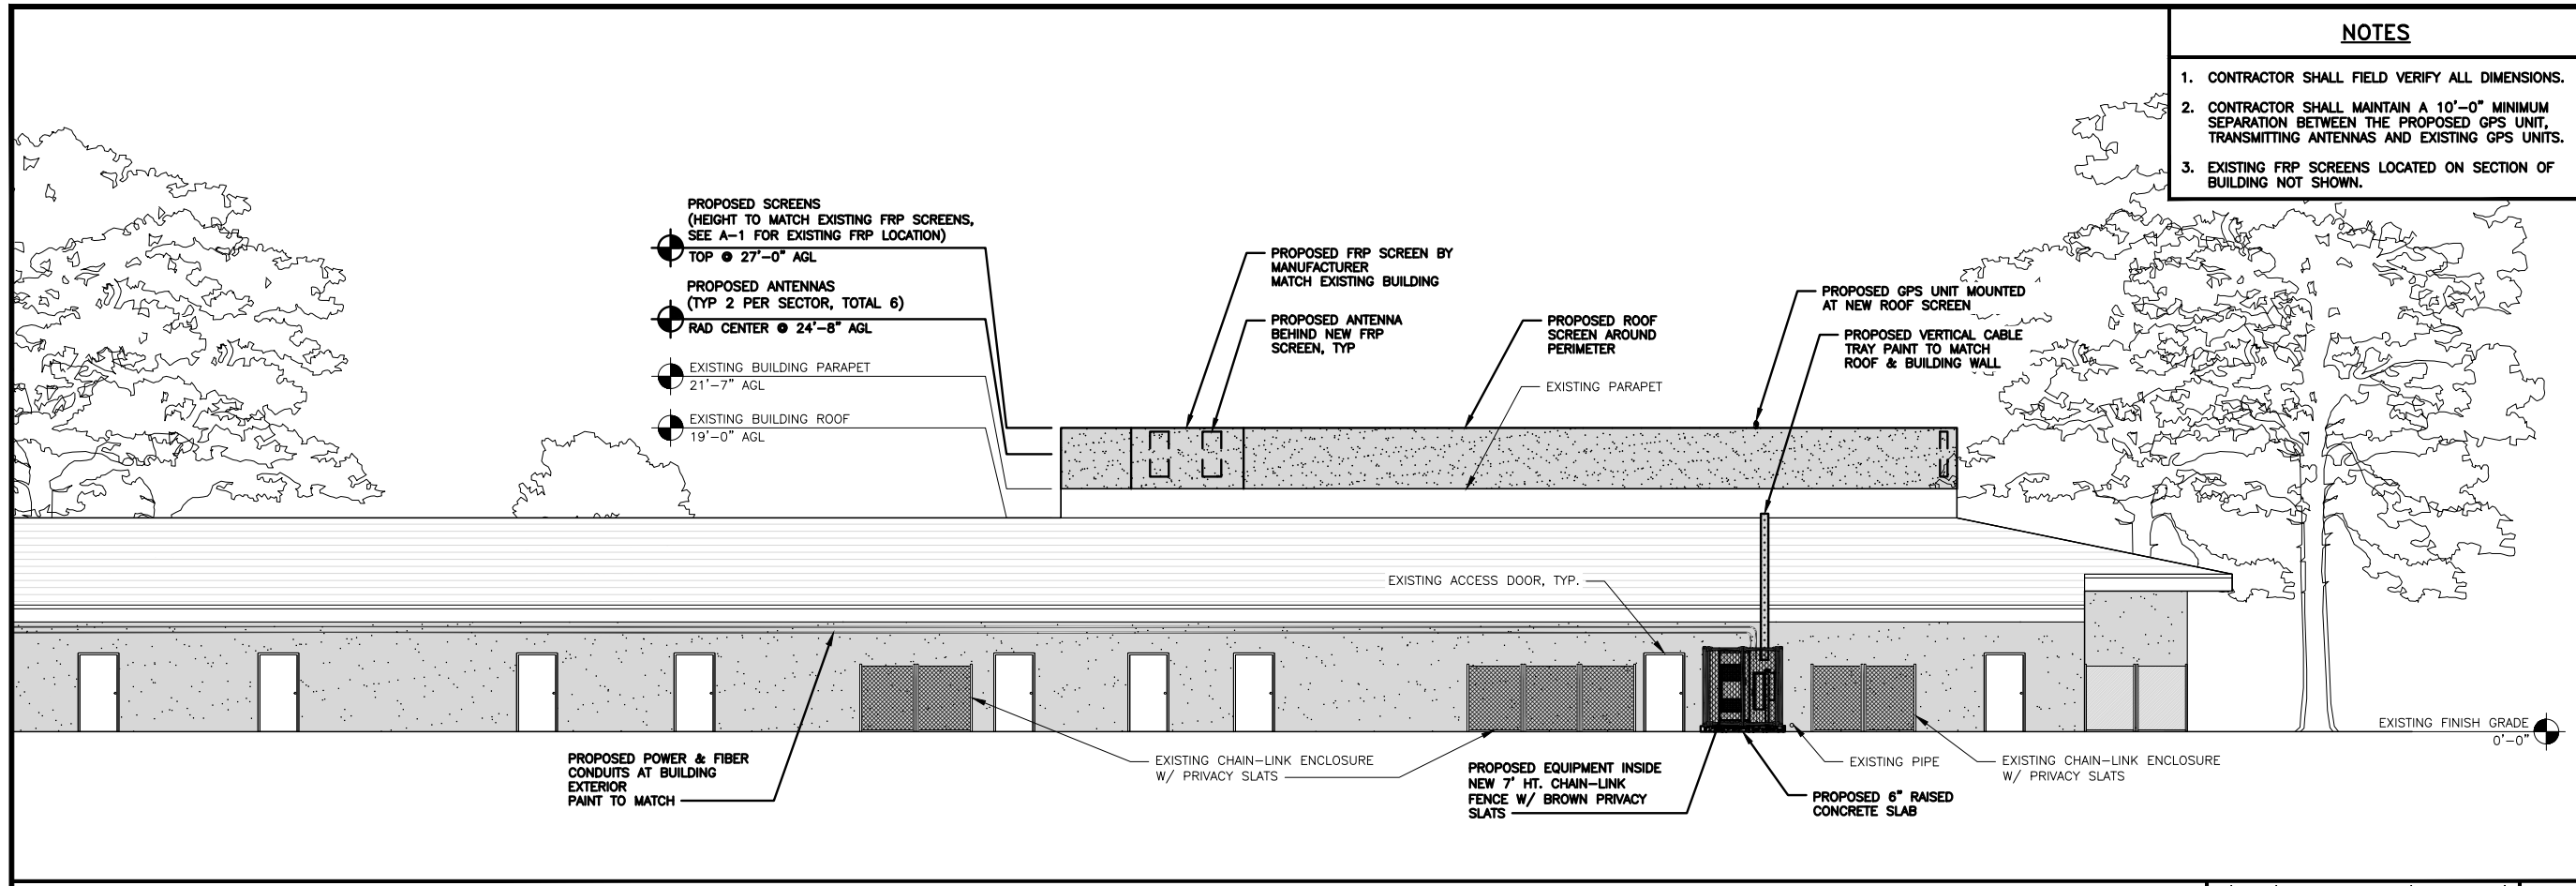 NOTES
1. CONTRACTOR SHALL FIELD VERIFY ALL DIMENSIONS.
2. CONTRACTOR SHALL MAINTAIN A 10'-0" MINIMUM
SEPARATION BETWEEN THE PROPOSED GPS UNIT,
TRANSMITTING ANTENNAS AND EXISTING GPS UNITS.
3. EXISTING FRP SCREENS LOCATED ON SECTION OF
BUILDING NOT SHOWN.
PROPOSED SCREENS
(HEIGHT TO MATCH EXISTING FRP SCREENS,
SEE A-1 FOR EXISTING FRP LOCATION)
TOP @ 27'-0" AGL
PROPOSED ANTENNAS
(TYP 2 PER SECTOR, TOTAL 6)
RAD CENTER @ 24'-8" AGL
EXISTING BUILDING PARAPET
21'-7" AGL
EXISTING BUILDING ROOF
19'-0" AGL
PROPOSED FRP SCREEN BY
MANUFACTURER
MATCH EXISTING BUILDING
PROPOSED ANTENNA
BEHIND NEW FRP
SCREEN, TYP
PROPOSED ROOF
SCREEN AROUND
PERIMETER
EXISTING PARAPET
PROPOSED GPS UNIT MOUNTED
AT NEW ROOF SCREEN
PROPOSED VERTICAL CABLE
TRAY PAINT TO MATCH
ROOF & BUILDING WALL
EXISTING ACCESS DOOR, TYP.
EXISTING FINISH GRADE
0'-0"
PROPOSED POWER & FIBER
CONDUITS AT BUILDING
EXTERIOR
PAINT TO MATCH
EXISTING CHAIN-LINK ENCLOSURE
W/ PRIVACY SLATS
PROPOSED EQUIPMENT INSIDE
NEW 7' HT. CHAIN-LINK
FENCE W/ BROWN PRIVACY
SLATS
EXISTING PIPE
PROPOSED 6" RAISED
CONCRETE SLAB
EXISTING CHAIN-LINK ENCLOSURE
W/ PRIVACY SLATS